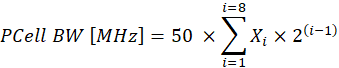 PCell BW [MHz] = 50 × ∑_{i=1}^{i=8} X_i × 2^{(i−1)}